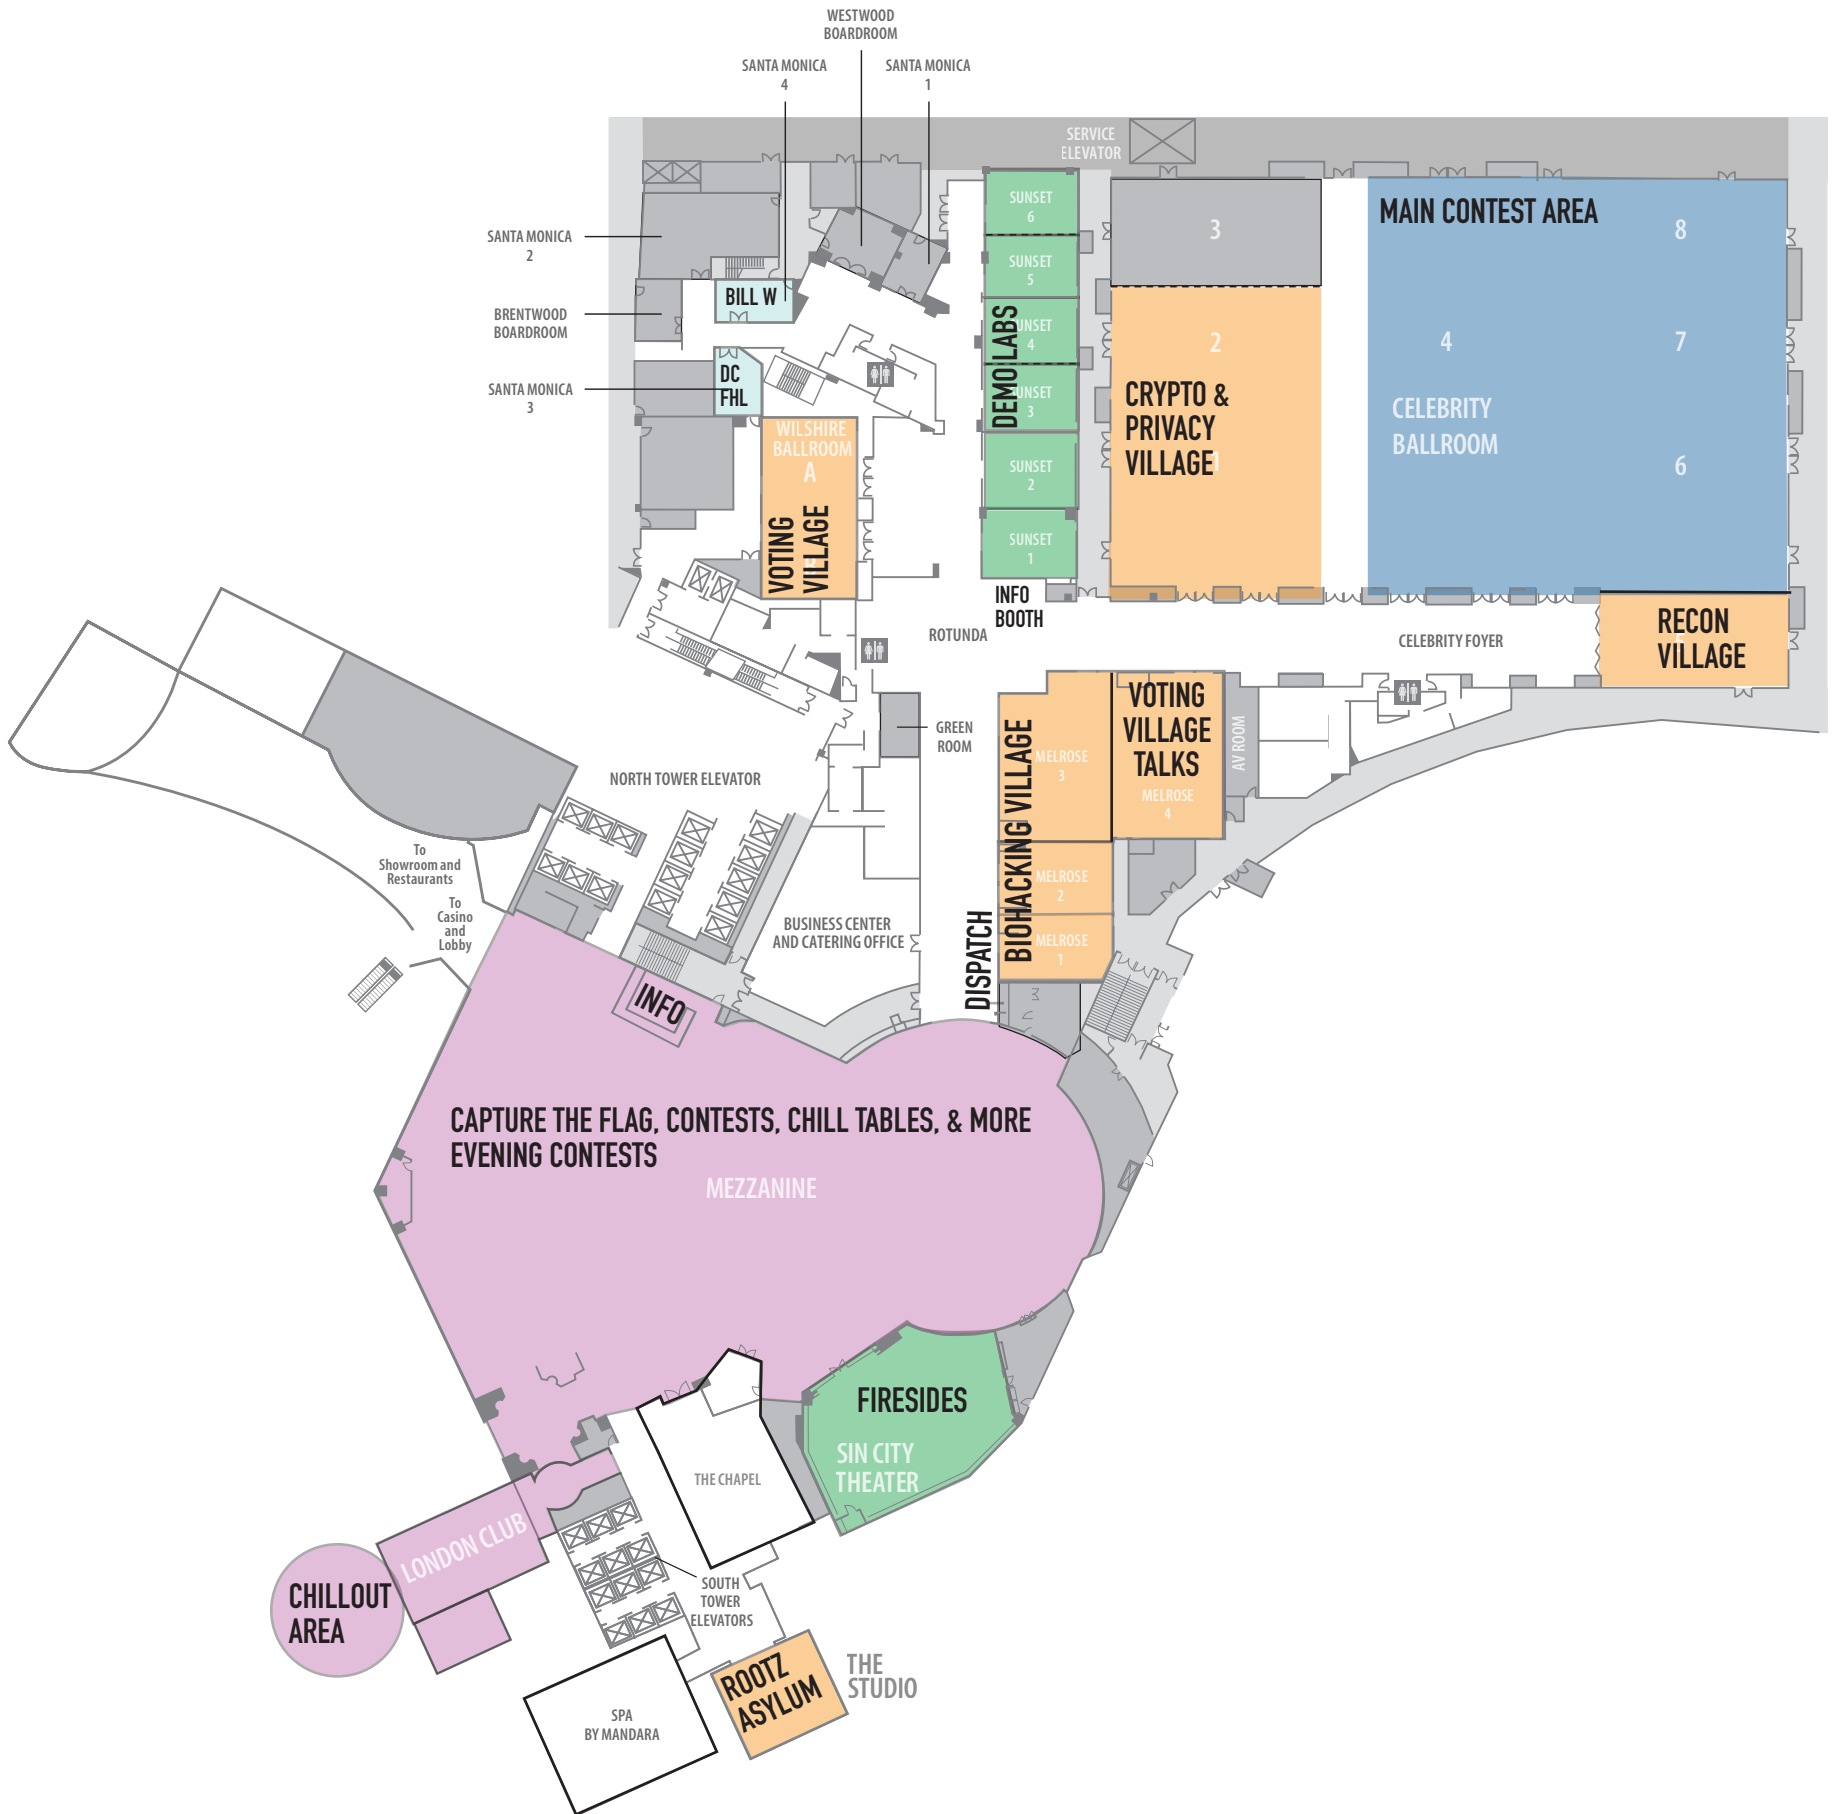 WESTWOOD
BOARDROOM
SANTA MONICA
4
SANTA MONICA
1
SERVICE
ELEVATOR
SANTA MONICA
2
BRENTWOOD
BOARDROOM
SANTA MONICA
3
BILL W
DC
FHL
WILSHIRE
BALLROOM
A
VOTING
VILLAGE
SUNSET
6
SUNSET
5
SUNSET
4
SUNSET
3
SUNSET
2
SUNSET
1
DEMO LABS
3
2
CRYPTO &
PRIVACY
VILLAGE
1
MAIN CONTEST AREA
8
4
7
CELEBRITY
BALLROOM
6
INFO
BOOTH
ROTUNDA
CELEBRITY FOYER
RECON
VILLAGE
GREEN
ROOM
BIOHACKING VILLAGE
MELROSE
3
VOTING
VILLAGE
TALKS
MELROSE
4
AV ROOM
MELROSE
2
MELROSE
1
DISPATCH
NORTH TOWER ELEVATOR
To
Showroom and
Restaurants
To
Casino
and
Lobby
BUSINESS CENTER
AND CATERING OFFICE
INFO
CAPTURE THE FLAG, CONTESTS, CHILL TABLES, & MORE
EVENING CONTESTS
MEZZANINE
FIRESIDES
SIN CITY
THEATER
THE CHAPEL
LONDON CLUB
CHILLOUT
AREA
SOUTH
TOWER
ELEVATORS
ROOTZ
ASYLUM
THE
STUDIO
SPA
BY MANDARA